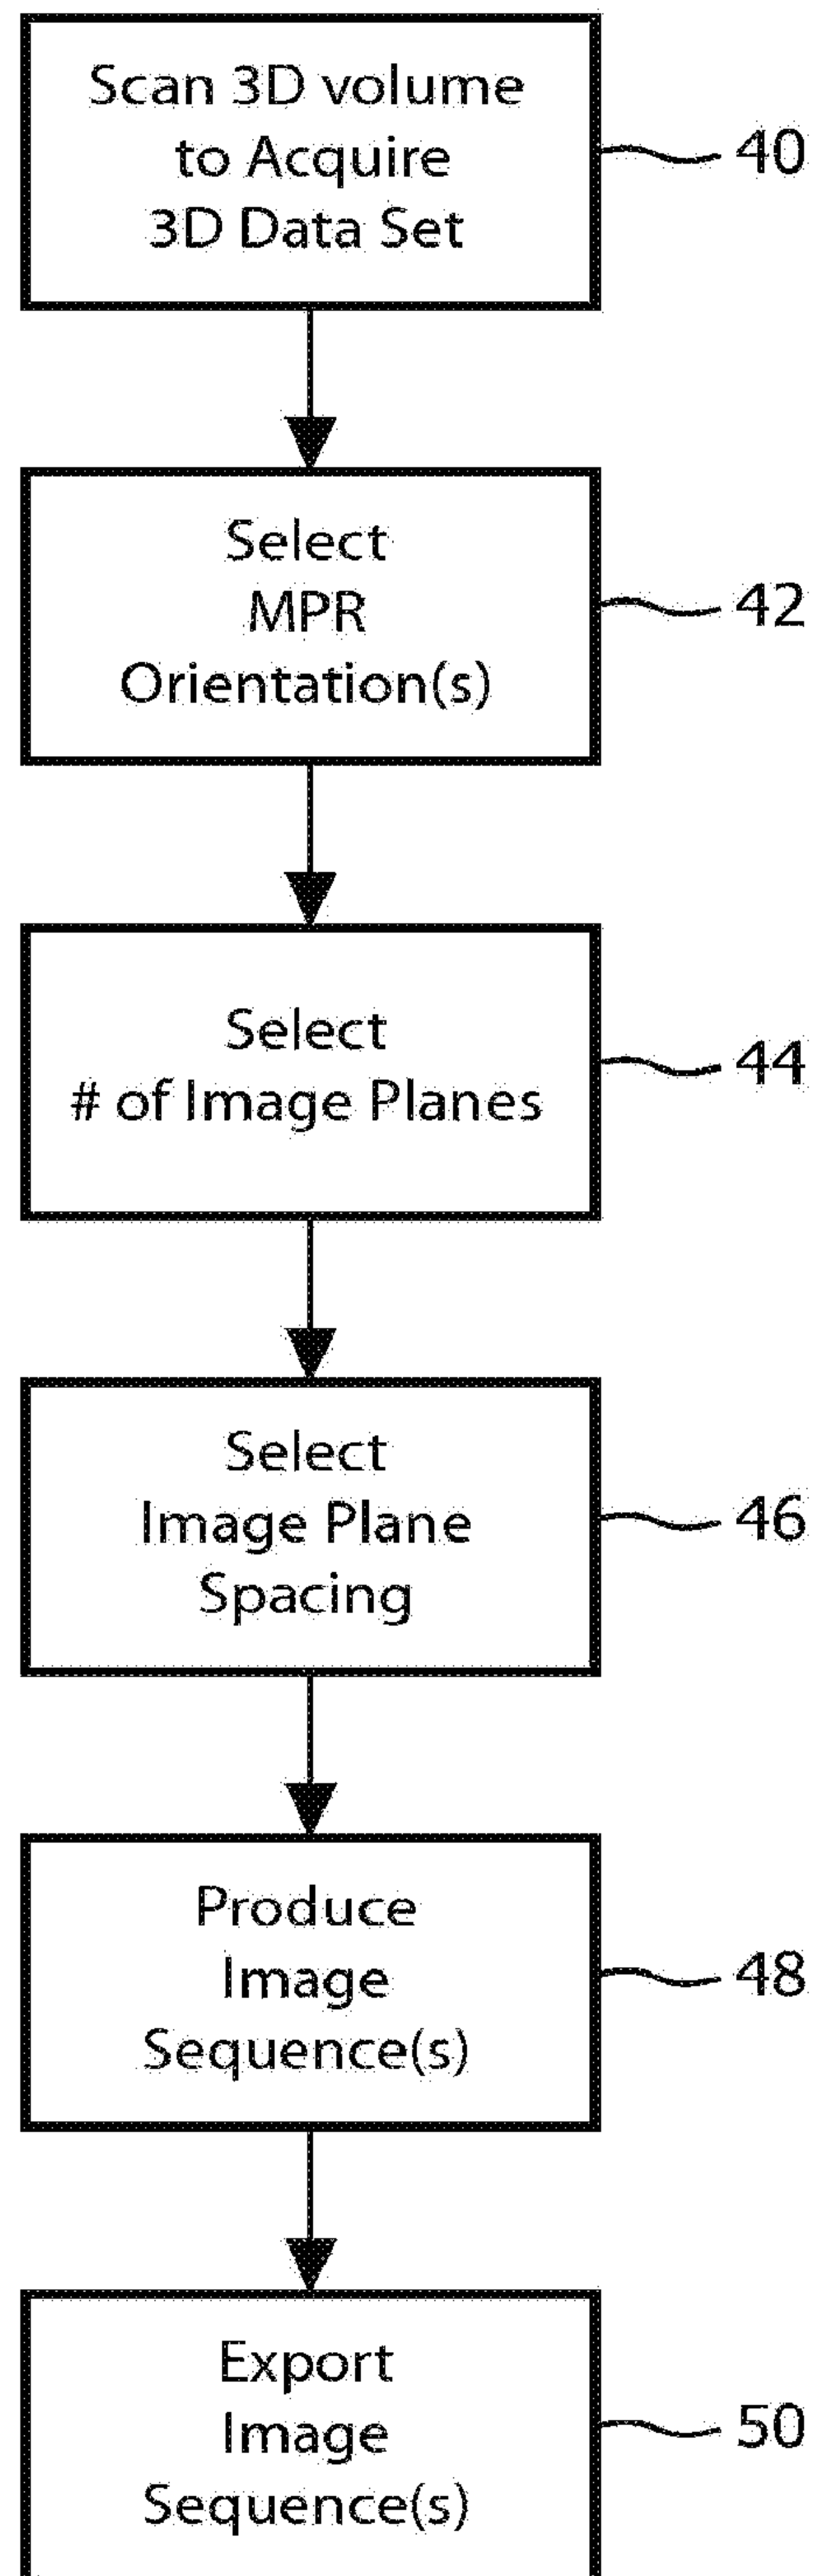 Scan 3D volume
to Acquire
3D Data Set
40
Select
MPR
Orientation(s)
42
Select
# of Image Planes
44
Select
Image Plane
Spacing
46
Produce
Image
Sequence(s)
48
Export
Image
Sequence(s)
50